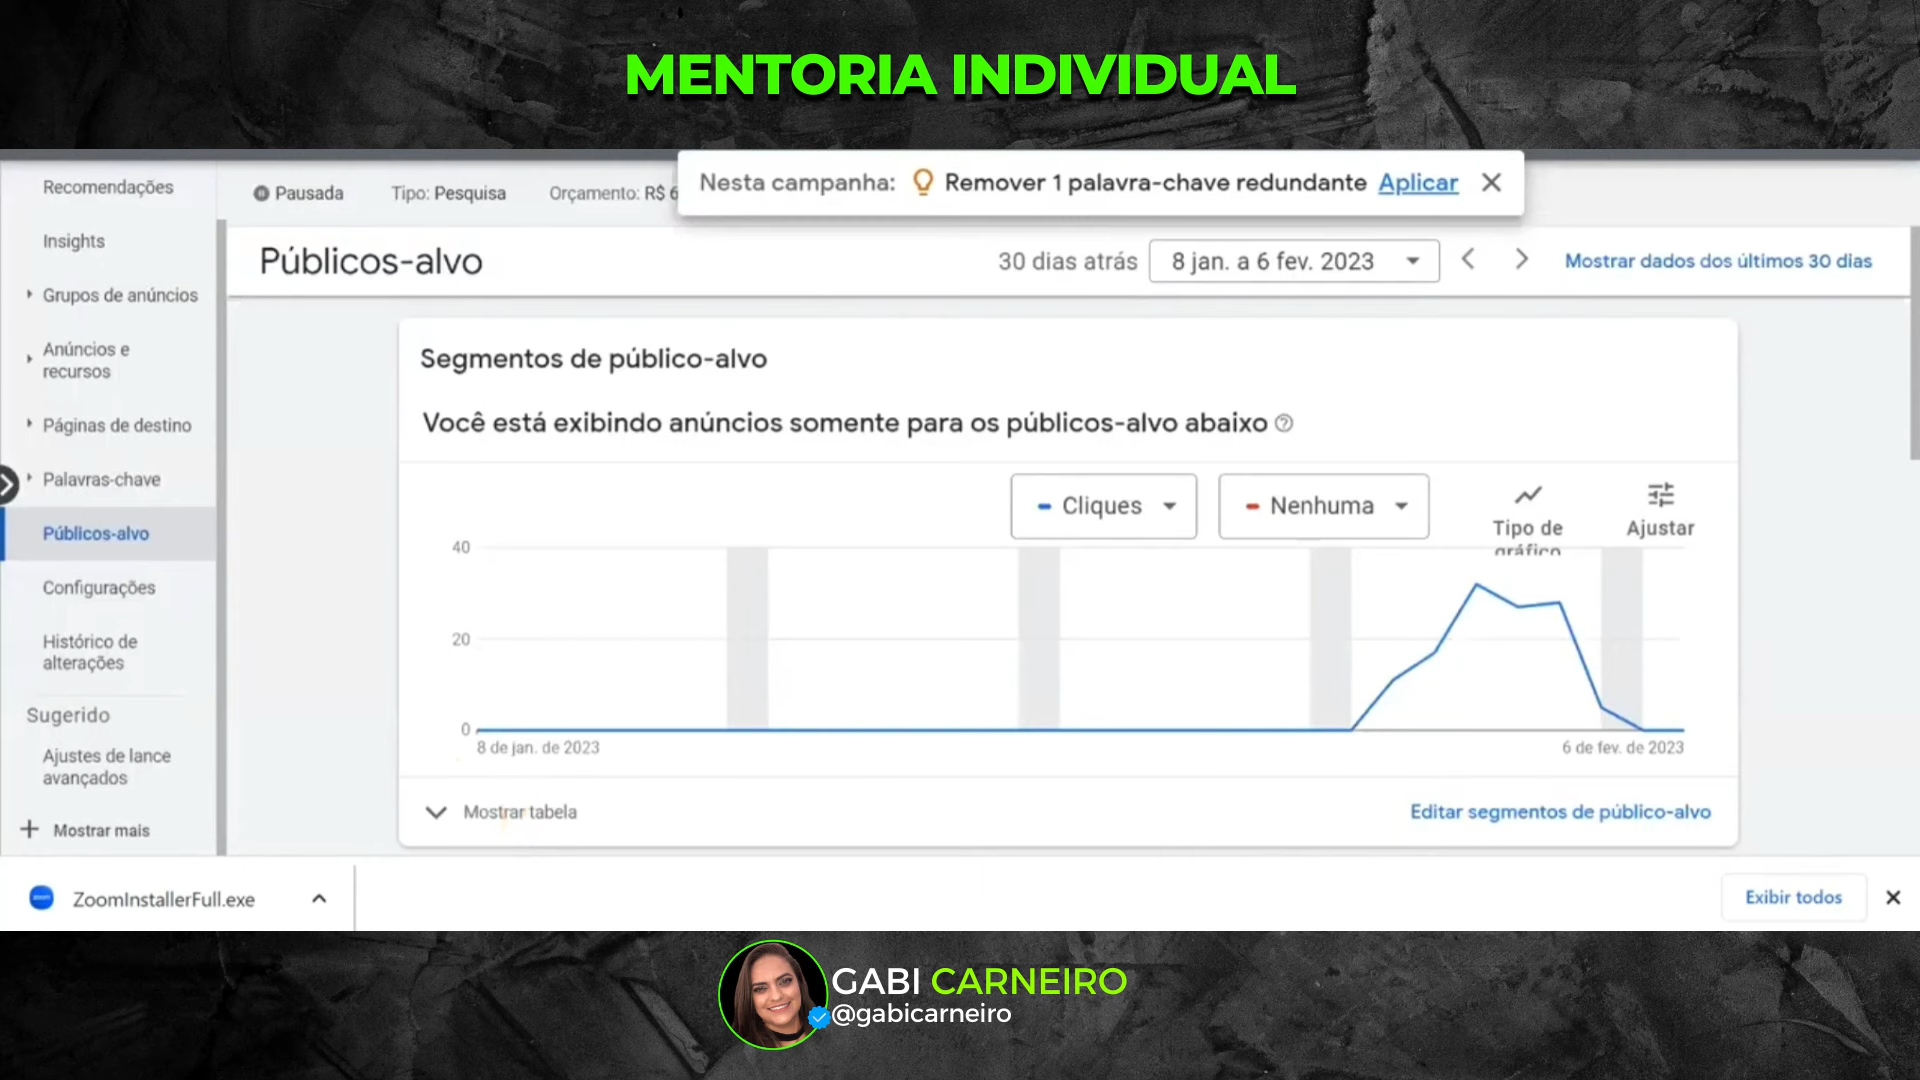 MENTORIA INDIVIDUAL
Nesta campanha: Remover 1 palavra-chave redundante Aplicar
Recomendações
Pausada Tipo: Pesquisa Orçamento: R$ 6
Insights
Públicos-alvo
30 dias atrás 8 jan. a 6 fev. 2023 Mostrar dados dos últimos 30 dias
Grupos de anúncios
Anúncios e
recursos
Páginas de destino
Palavras-chave
Públicos-alvo
Configurações
Histórico de
alterações
Sugerido
Ajustes de lance
avançados
Mostrar mais
Segmentos de público-alvo
Você está exibindo anúncios somente para os públicos-alvo abaixo
Cliques Nenhuma Tipo de
gráfico
Ajustar
40
20
0
8 de jan. de 2023 6 de fev. de 2023
Mostrar tabela Editar segmentos de público-alvo
zoom
ZoomInstallerFull.exe Exibir todos
GABI CARNEIRO
@gabicarneiro